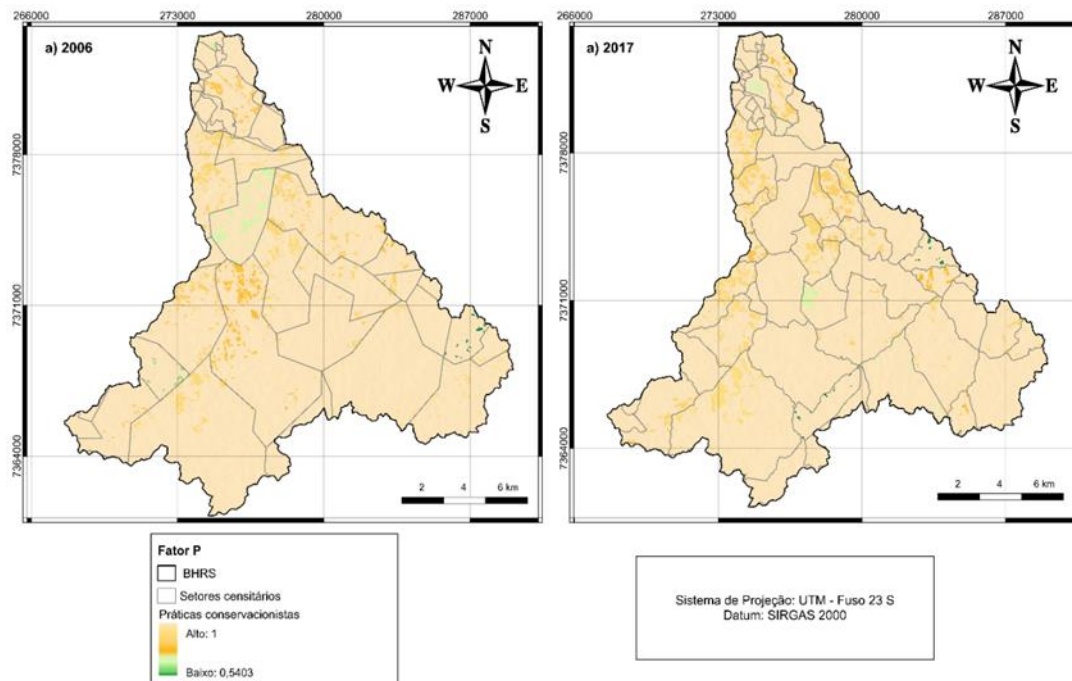 266000 273000 280000 287000
a) 2006
N
W E
S
7378000
7371000
7364000
2 4 6 km
266000 273000 280000 287000
a) 2017
N
W E
S
7378000
7371000
7364000
2 4 6 km
Fator P
BHRS
Setores censitários
Práticas conservacionistas
Alto: 1
Baixo: 0,5403
Sistema de Projeção: UTM - Fuso 23 S
Datum: SIRGAS 2000